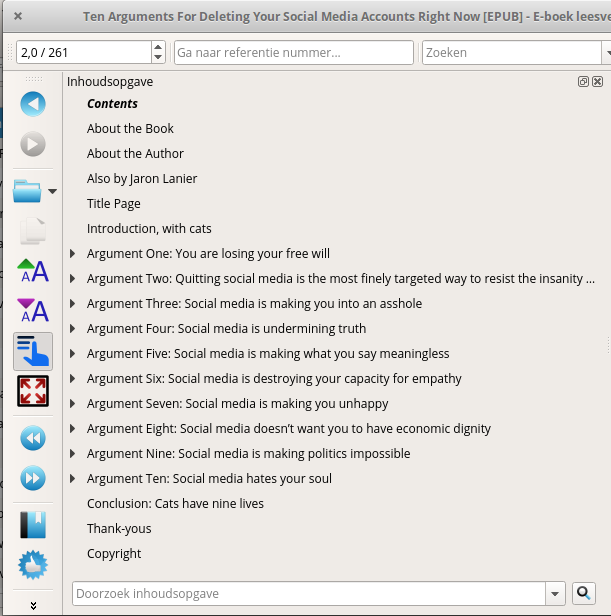 Ten Arguments For Deleting Your Social Media Accounts Right Now [EPUB] - E-boek leesve
2,0 / 261
Ga naar referentie nummer...
Zoeken
Inhoudsopgave
Contents
About the Book
About the Author
Also by Jaron Lanier
Title Page
Introduction, with cats
Argument One: You are losing your free will
Argument Two: Quitting social media is the most finely targeted way to resist the insanity ...
Argument Three: Social media is making you into an asshole
Argument Four: Social media is undermining truth
Argument Five: Social media is making what you say meaningless
Argument Six: Social media is destroying your capacity for empathy
Argument Seven: Social media is making you unhappy
Argument Eight: Social media doesn’t want you to have economic dignity
Argument Nine: Social media is making politics impossible
Argument Ten: Social media hates your soul
Conclusion: Cats have nine lives
Thank-yous
Copyright
Doorzoek inhoudsopgave